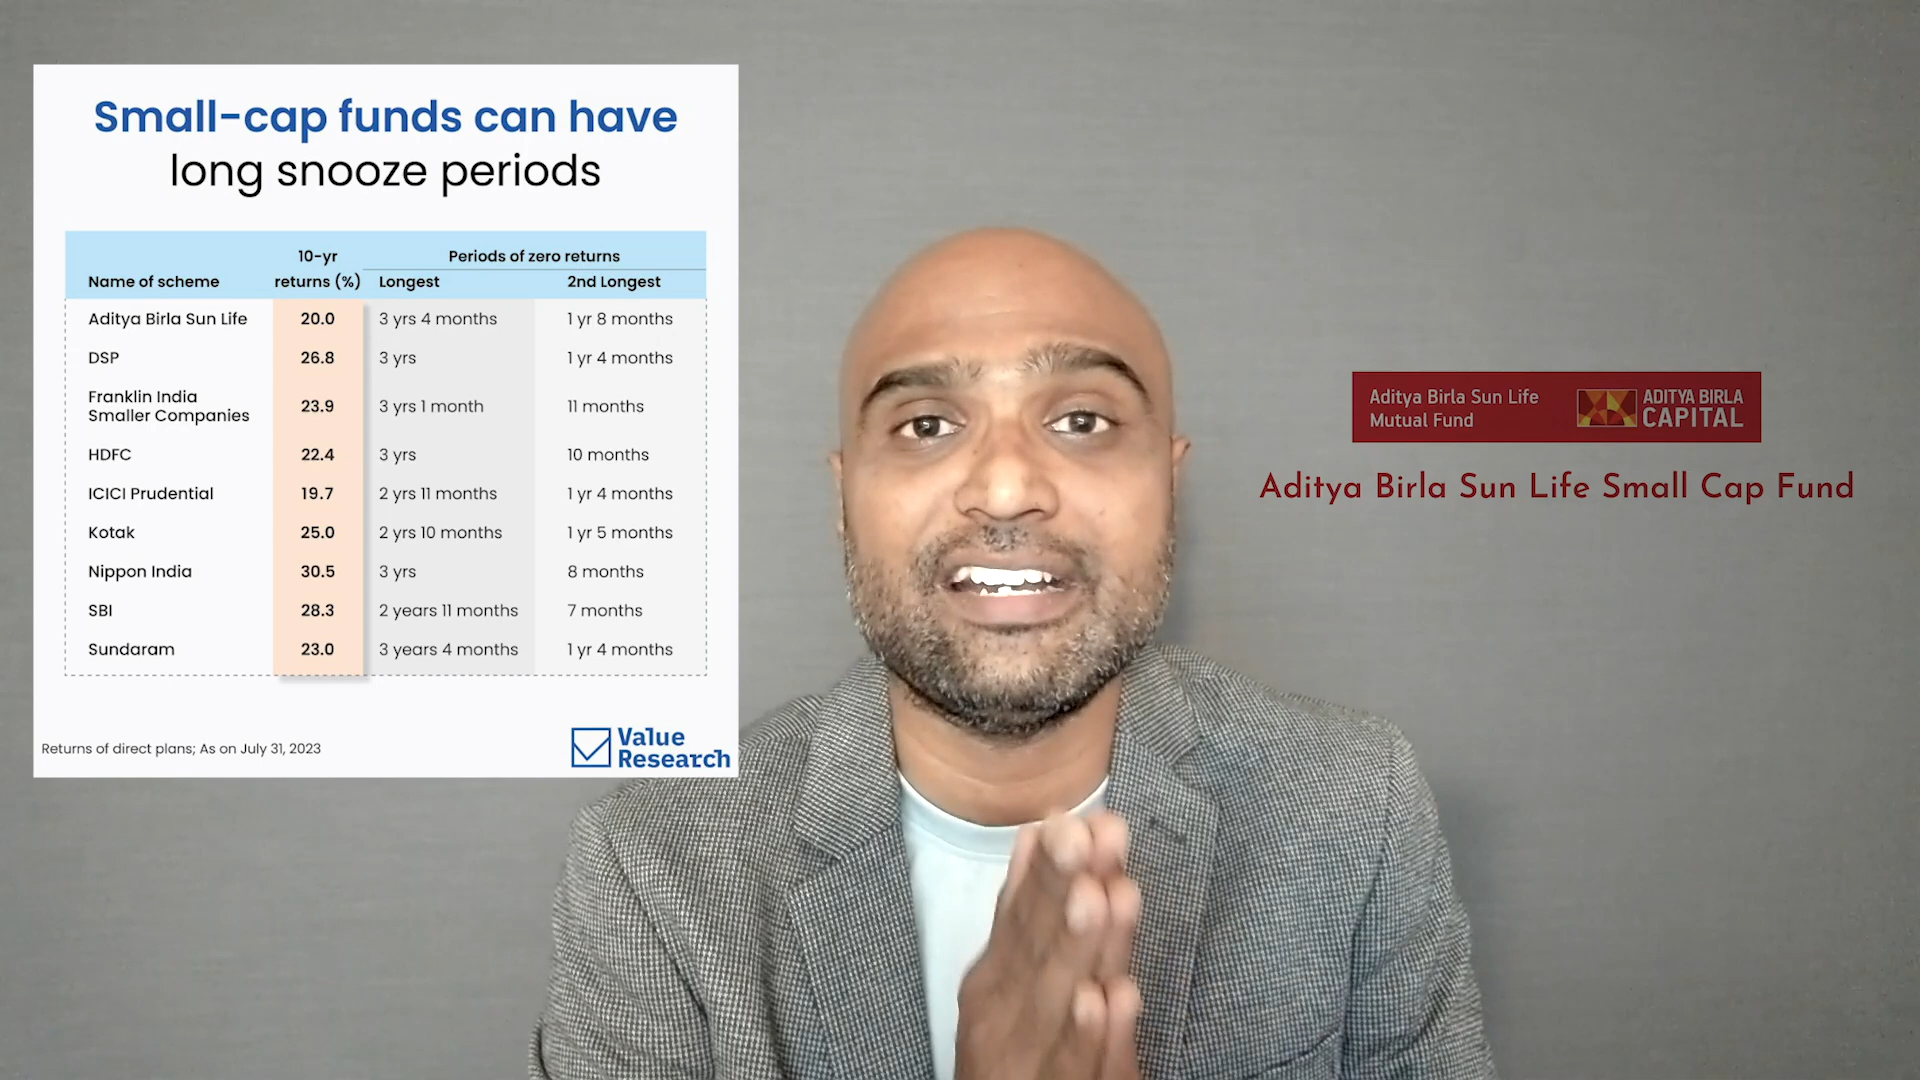 Small-cap funds can have
long snooze periods
Name of scheme 10-yr returns (%) Periods of zero returns
Longest 2nd Longest
Aditya Birla Sun Life 20.0 3 yrs 4 months 1 yr 8 months
DSP 26.8 3 yrs 1 yr 4 months
Franklin India
Smaller Companies 23.9 3 yrs 1 month 11 months
HDFC 22.4 3 yrs 10 months
ICICI Prudential 19.7 2 yrs 11 months 1 yr 4 months
Kotak 25.0 2 yrs 10 months 1 yr 5 months
Nippon India 30.5 3 yrs 8 months
SBI 28.3 2 years 11 months 7 months
Sundaram 23.0 3 years 4 months 1 yr 4 months
Returns of direct plans; As on July 31, 2023
Value
Research
Aditya Birla Sun Life
Mutual Fund
ADITYA BIRLA
CAPITAL
Aditya Birla Sun Life Small Cap Fund